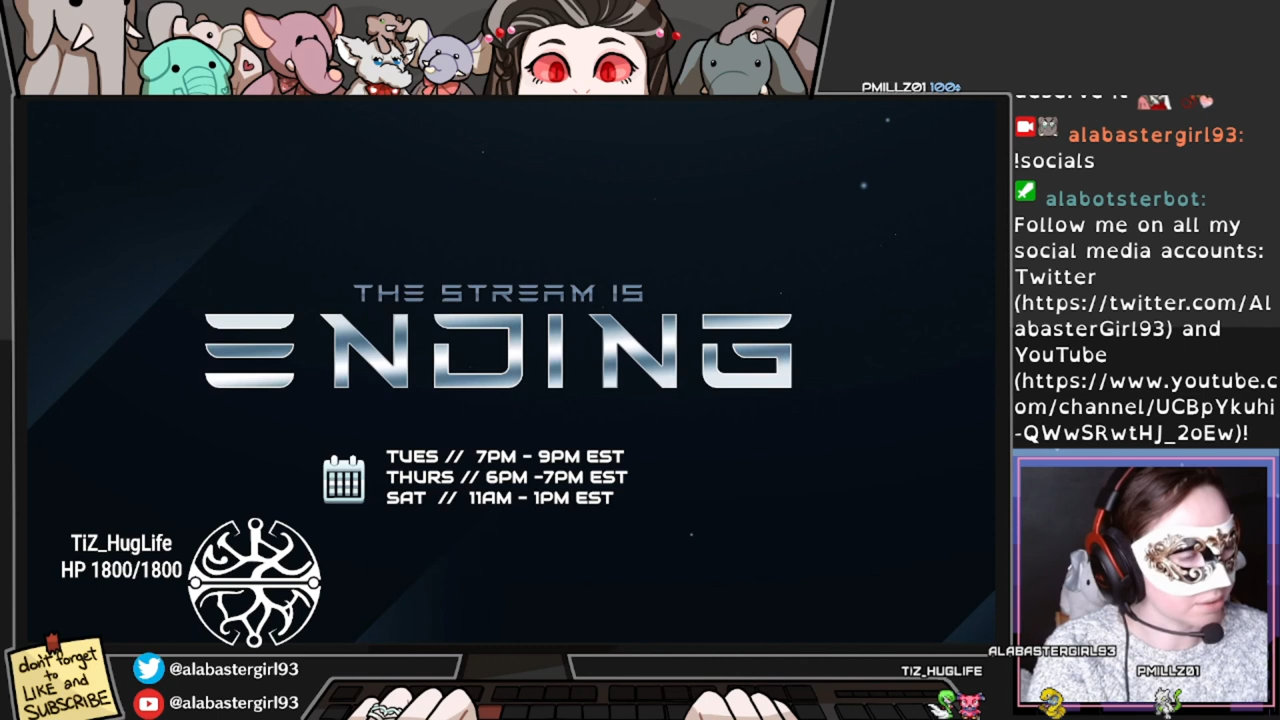 PMILLZ01 100$
alabastergirl93:
!socials
alabotsterbot:
Follow me on all my
social media accounts:
Twitter
(https://twitter.com/Al
abasterGirl93) and
YouTube
(https://www.youtube.c
om/channel/UCBpYkuhi
-QWwSRwtHJ_2oEw)!
THE STREAM IS
ENDING
TUES // 7PM - 9PM EST
THURS // 6PM -7PM EST
SAT // 11AM - 1PM EST
TiZ_HugLife
HP 1800/1800
don't forget
to
LIKE and
SUBSCRIBE
@alabastergirl93
@alabastergirl93
TIZ_HUGLIFE
ALABASTERGIRL93
PMILLZ01